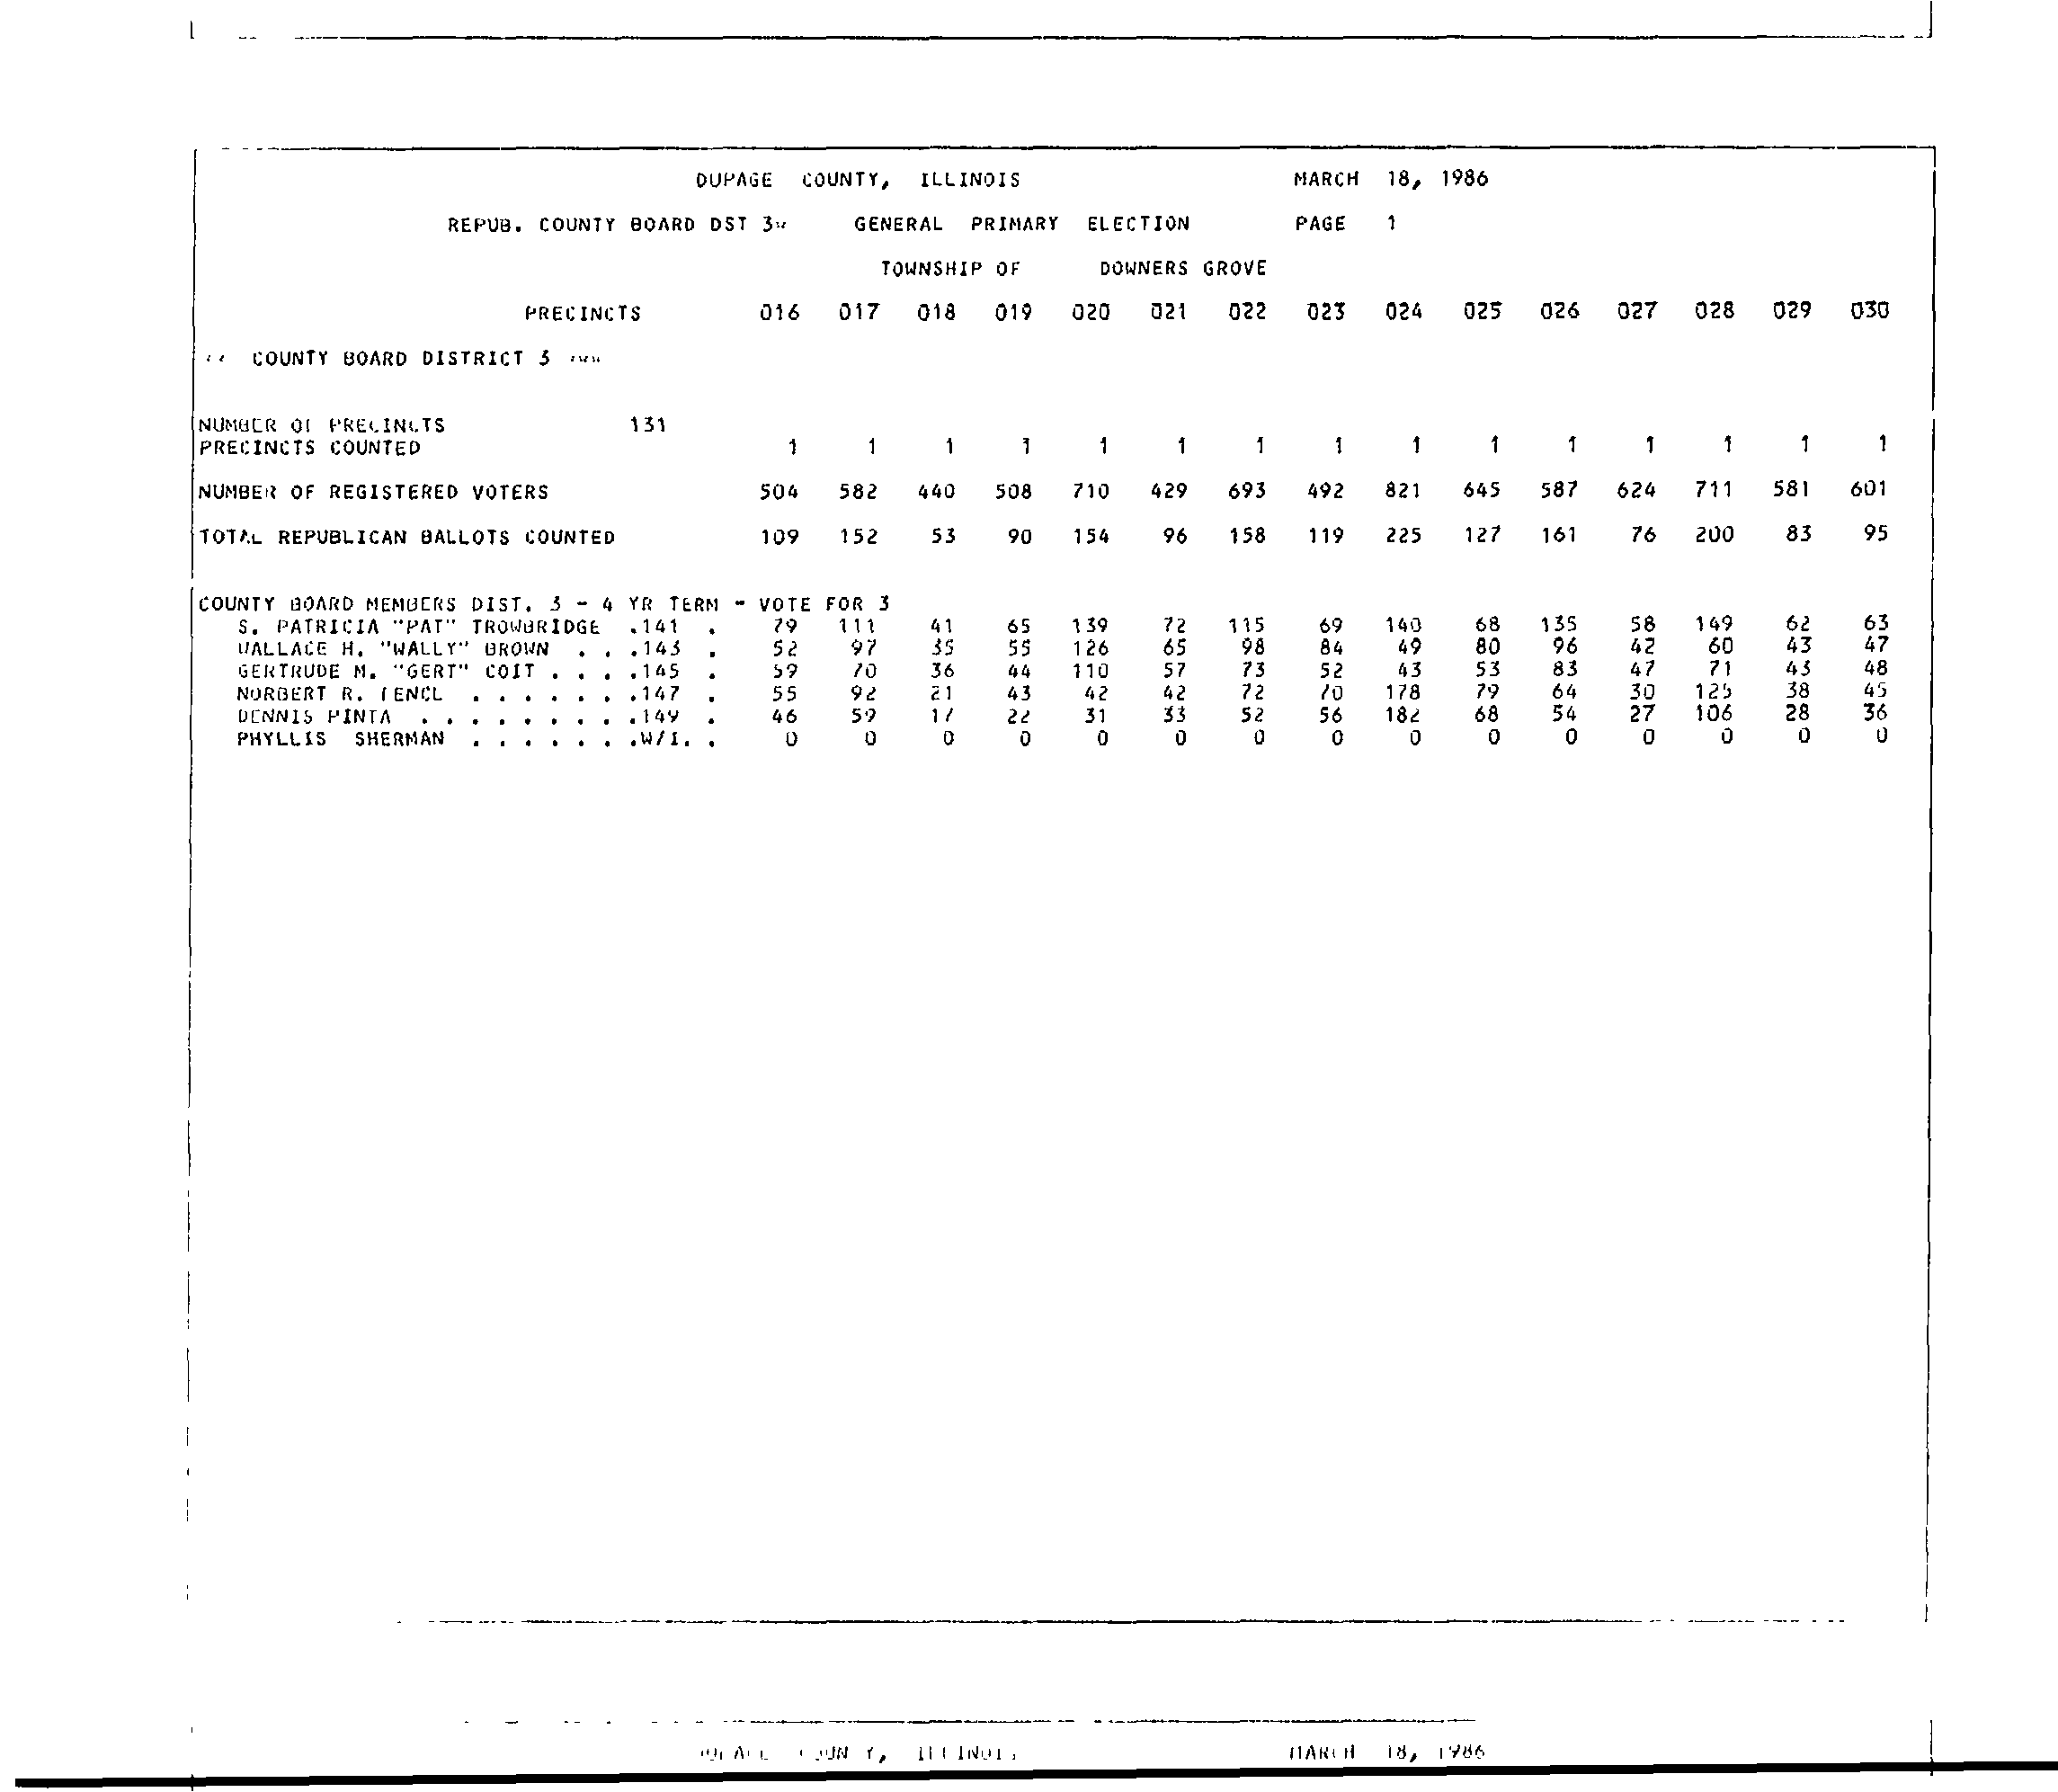 DUPAGE COUNTY, ILLINOIS MARCH 18, 1986
REPUB. COUNTY BOARD DST 3 GENERAL PRIMARY ELECTION PAGE 1
TOWNSHIP OF DOWNERS GROVE
PRECINCTS 016 017 018 019 020 021 022 023 024 025 026 027 028 029 030
COUNTY BOARD DISTRICT 3
NUMBER OF PRECINCTS 131
PRECINCTS COUNTED 1 1 1 1 1 1 1 1 1 1 1 1 1 1 1
NUMBER OF REGISTERED VOTERS 504 582 440 508 710 429 693 492 821 645 587 624 711 581 601
TOTAL REPUBLICAN BALLOTS COUNTED 109 152 53 90 154 96 158 119 225 127 161 76 200 83 95
COUNTY BOARD MEMBERS DIST. 3 - 4 YR TERM - VOTE FOR 3
S. PATRICIA "PAT" TROWBRIDGE .141 . 79 111 41 65 139 72 115 69 140 68 135 58 149 62 63
WALLACE H. "WALLY" BROWN . . .143 . 52 97 35 55 126 65 98 84 49 80 96 42 60 43 47
GERTRUDE M. "GERT" COIT . . . .145 . 59 70 36 44 110 57 73 52 43 53 83 47 71 43 48
NORBERT R. FENCL . . . . . . .147 . 55 92 21 43 42 42 72 70 178 79 64 30 125 38 45
DENNIS PINTA . . . . . . . . .149 . 46 59 17 22 31 33 52 56 182 68 54 27 106 28 36
PHYLLIS SHERMAN . . . . . . .W/I. . 0 0 0 0 0 0 0 0 0 0 0 0 0 0 0
COUNTY, ILLINOIS MARCH 18, 1986